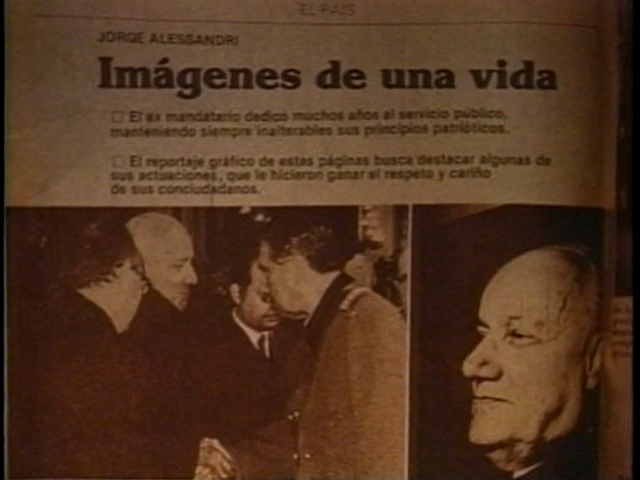 EL PAIS
JORGE ALESSANDRI
Imágenes de una vida
□ El ex mandatario dedicó muchos años al servicio público,
manteniendo siempre inalterables sus principios patrióticos.
□ El reportaje gráfico de estas páginas busca destacar algunas de
sus actuaciones, que le hicieron ganar el respeto y cariño
de sus conciudadanos.